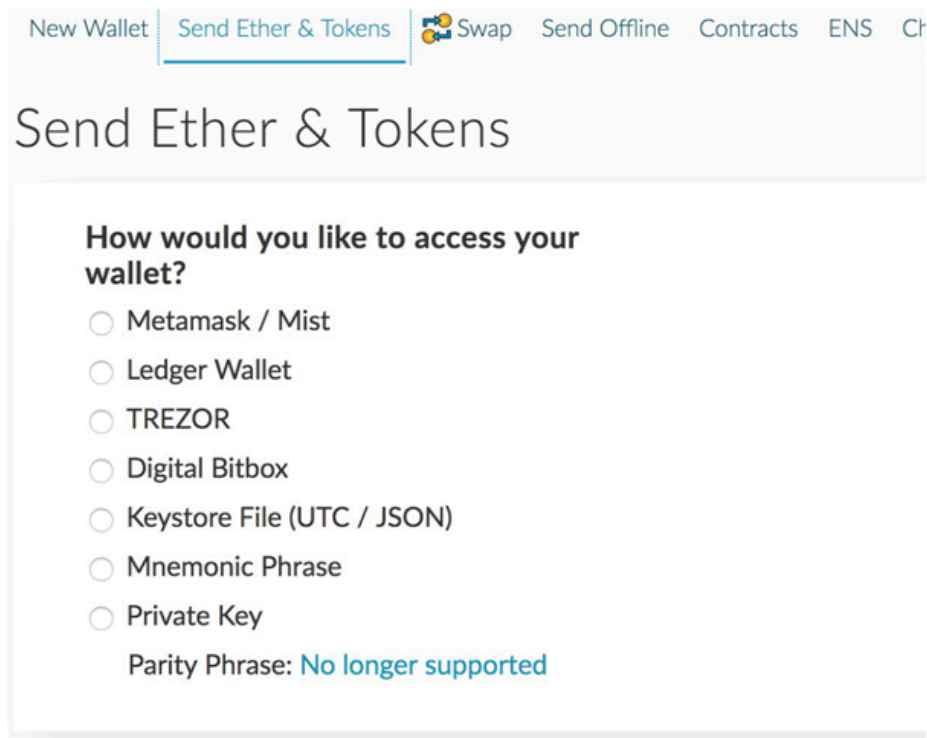 New Wallet Send Ether & Tokens Swap Send Offline Contracts ENS Ch
Send Ether & Tokens
How would you like to access your
wallet?
Metamask / Mist
Ledger Wallet
TREZOR
Digital Bitbox
Keystore File (UTC / JSON)
Mnemonic Phrase
Private Key
Parity Phrase: No longer supported